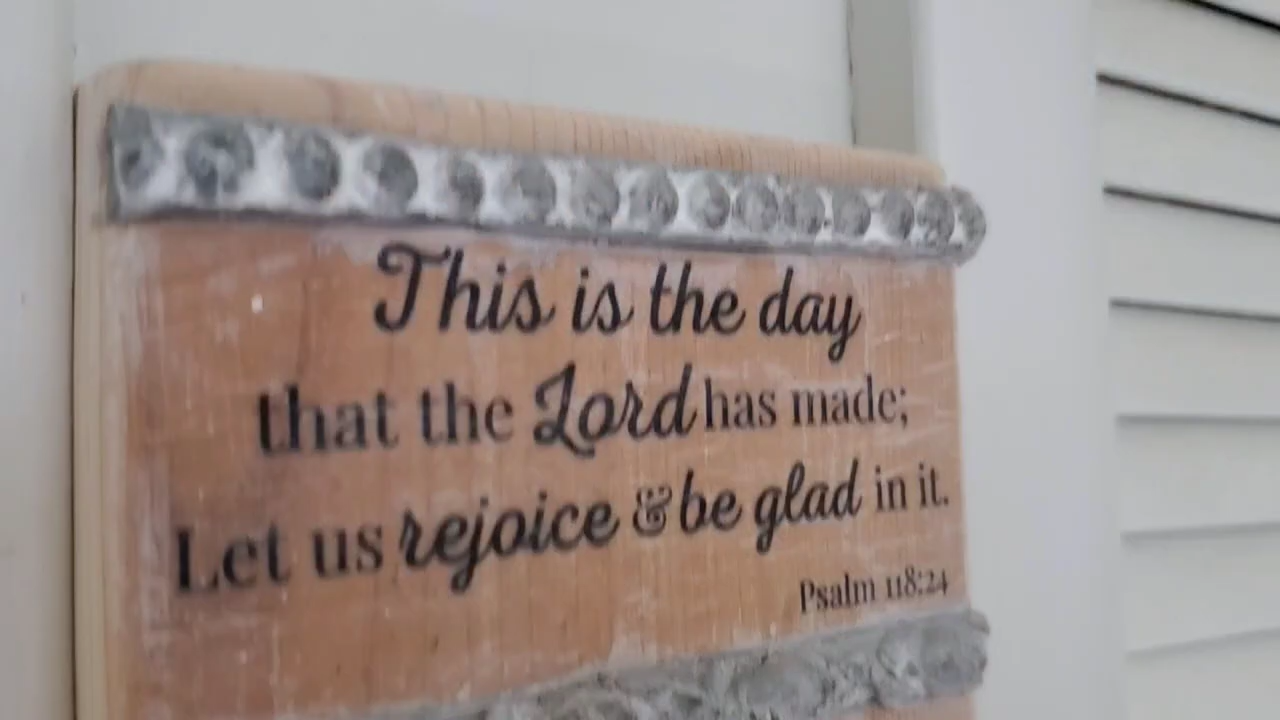 This is the day
that the Lord has made;
Let us rejoice & be glad in it.
Psalm 118:24